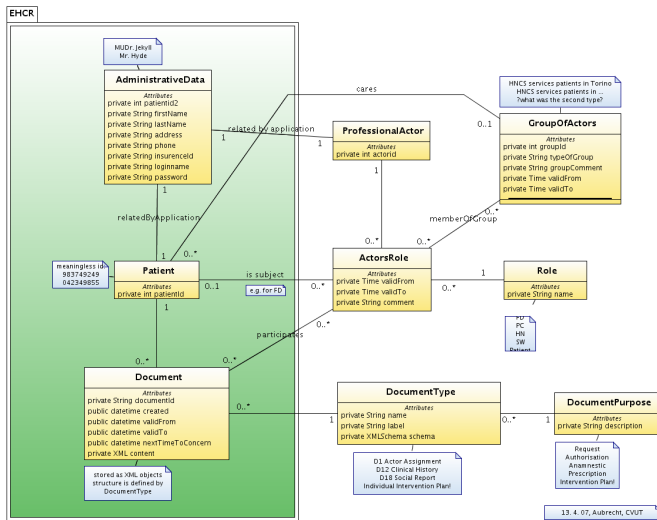 EHCR
MUDr. Jekyll
Mr. Hyde
AdministrativeData
Attributes
private int patientId2
private String firstName
private String lastName
private String address
private String phone
private String insurenceId
private String loginname
private String password
cares
HNCS services patients in Torino
HNCS services patients in ...
?what was the second type?
GroupOfActors
Attributes
private int groupId
private String typeOfGroup
private String groupComment
private Time validFrom
private Time validTo
0..1
related by application
1
1
ProfessionalActor
Attributes
private int actorid
1
1
relatedByApplication
1
0..*
0..*
memberOfGroup
0..*
0..*
meaningless id
983749249
042349855
Patient
Attributes
private int patientId
0..1
is subject
e.g. for FD
0..*
ActorsRole
Attributes
private Time validFrom
private Time validTo
private String comment
1
0..*
Role
Attributes
private String name
1
0..*
participates
PC
HN
SW
Patient
0..*
0..*
Document
Attributes
private String documentId
public datetime created
public datetime validFrom
public datetime validTo
public datetime nextTimeToConcern
private XML content
0..*
1
DocumentType
Attributes
private String name
private String label
private XMLSchema schema
0..*
1
DocumentPurpose
Attributes
private String description
stored as XML objects
structure is defined by
DocumentType
D1 Actor Assignment
D12 Clinical History
D18 Social Report
Individual Intervention Plan!
Request
Authorisation
Anamnestic
Prescription
Intervention Plan!
13. 4. 07, Aubrecht, CVUT